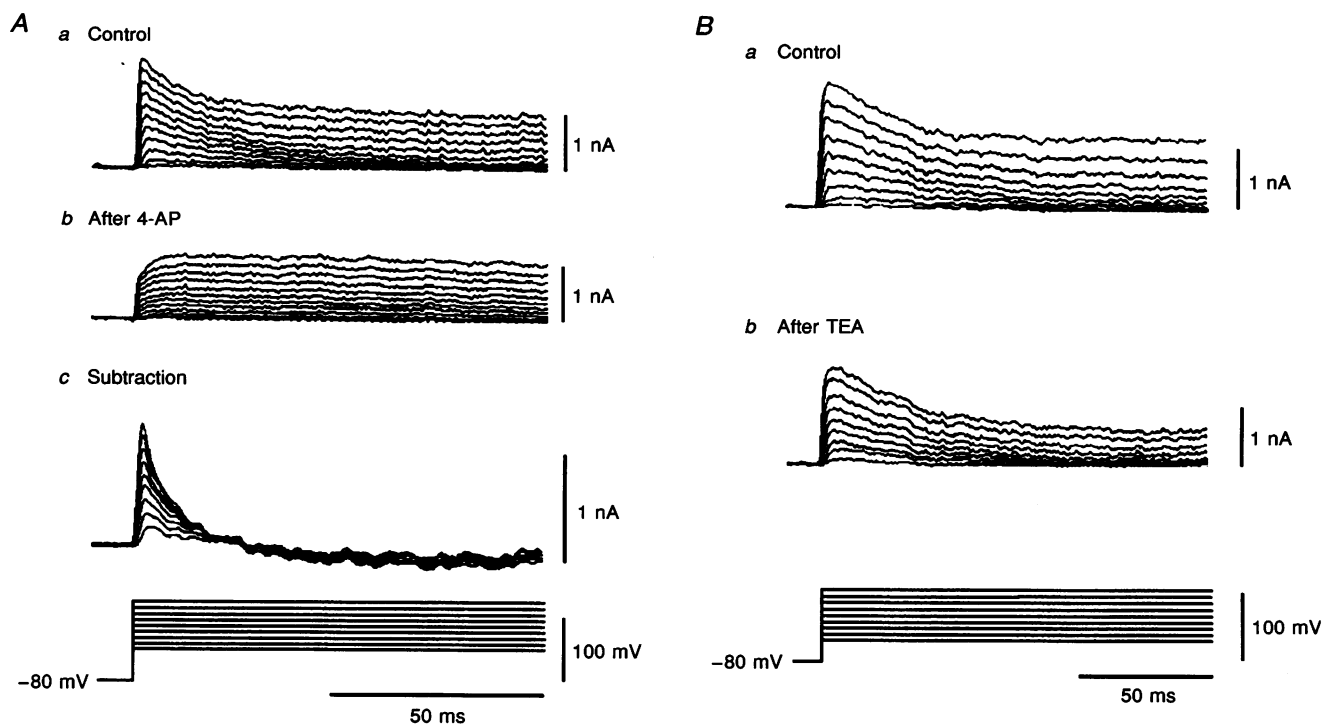 A
a Control
1 nA
b After 4-AP
1 nA
c Subtraction
1 nA
100 mV
−80 mV
50 ms
B
a Control
1 nA
b After TEA
1 nA
100 mV
−80 mV
50 ms